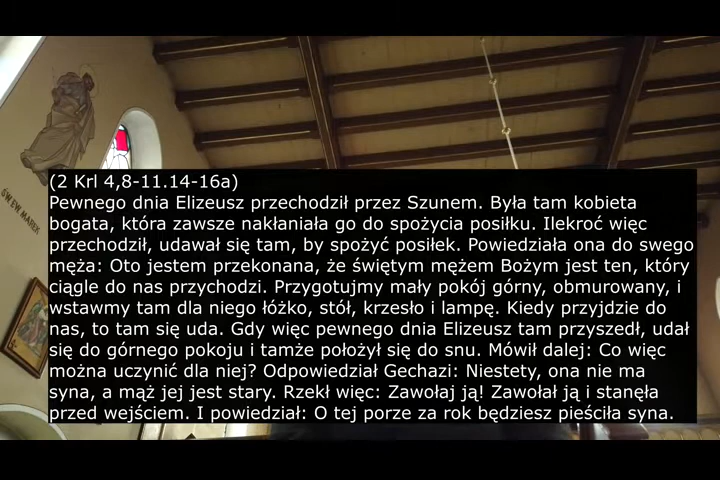 (2 Krl 4,8-11.14-16a)
Pewnego dnia Elizeusz przechodził przez Szunem. Była tam kobieta
bogata, która zawsze nakłaniała go do spożycia posiłku. Ilekroć więc
przechodził, udawał się tam, by spożyć posiłek. Powiedziała ona do swego
męża: Oto jestem przekonana, że świętym mężem Bożym jest ten, który
ciągle do nas przychodzi. Przygotujmy mały pokój górny, obmurowany, i
wstawmy tam dla niego łóżko, stół, krzesło i lampę. Kiedy przyjdzie do
nas, to tam się uda. Gdy więc pewnego dnia Elizeusz tam przyszedł, udał
się do górnego pokoju i tamże położył się do snu. Mówił dalej: Co więc
można uczynić dla niej? Odpowiedział Gechazi: Niestety, ona nie ma
syna, a mąż jej jest stary. Rzekł więc: Zawołaj ją! Zawołał ją i stanęła
przed wejściem. I powiedział: O tej porze za rok będziesz pieściła syna.
ŚW EW MAREK